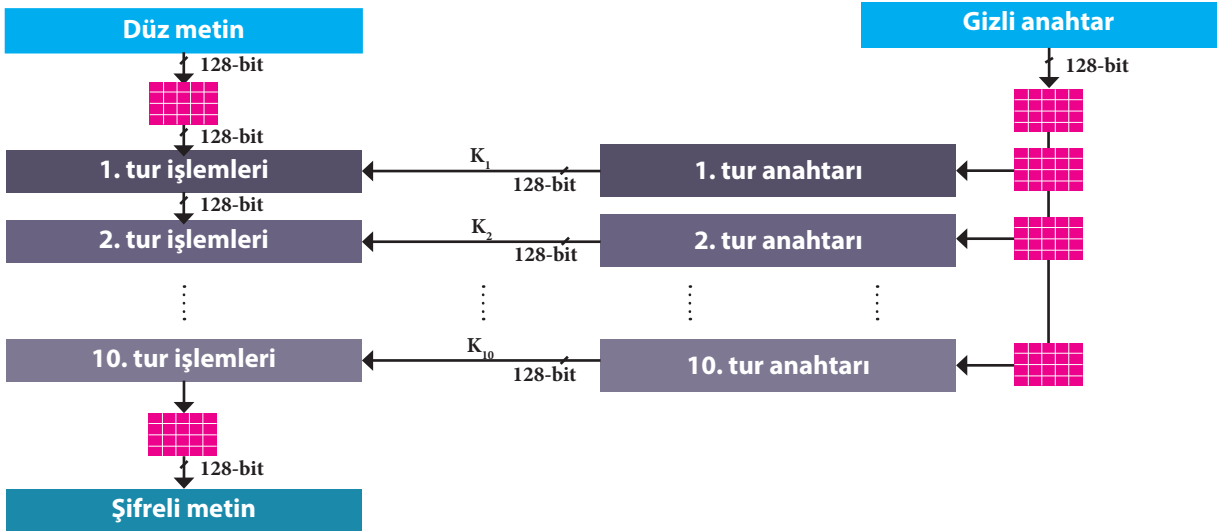 Düz metin
Gizli anahtar
128-bit
128-bit
128-bit
1. tur işlemleri
K1
128-bit
1. tur anahtarı
128-bit
2. tur işlemleri
K2
128-bit
2. tur anahtarı
10. tur işlemleri
K10
128-bit
10. tur anahtarı
128-bit
Şifreli metin